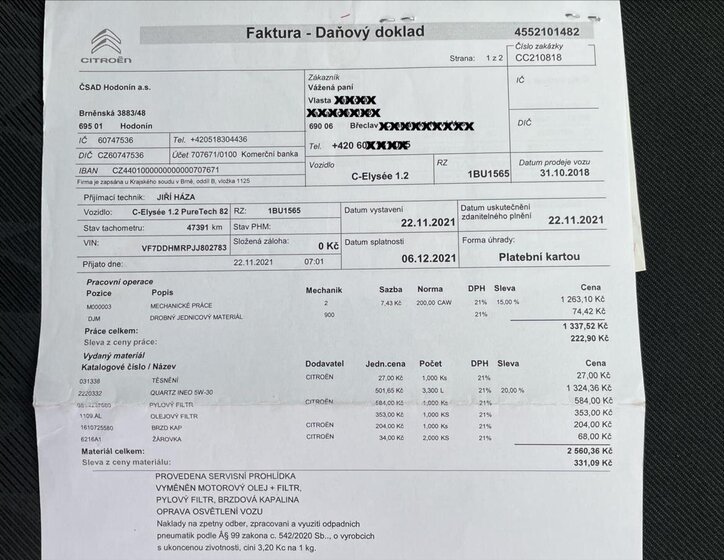 CITROËN
Faktura - Daňový doklad
4552101482
Strana: 1 z 2
Číslo zakázky
CC210818
ČSAD Hodonín a.s.
Zákazník
Vážená paní
Vlasta
IČ
Brněnská 3883/48
695 01 Hodonín
690 06 Břeclav
DIČ
IČ 60747536 Tel. +420518304436
Tel. +420 60
DIČ CZ60747536 Účet 707671/0100 Komerční banka
IBAN CZ4401000000000000707671
Firma je zapsána u Krajského soudu v Brně, oddíl B, vložka 1125
Vozidlo
C-Elysée 1.2
RZ
1BU1565
Datum prodeje vozu
31.10.2018
Přijímací technik: JIŘÍ HÁZA
Vozidlo: C-Elysée 1.2 PureTech 82 RZ: 1BU1565
Stav tachometru: 47391 km Stav PHM:
VIN: VF7DDHMRPJJ802783 Složená záloha: 0 Kč
Přijato dne: 22.11.2021 07:01
Datum vystavení
22.11.2021
Datum uskutečnění
zdanitelného plnění 22.11.2021
Datum splatnosti
06.12.2021
Forma úhrady:
Platební kartou
Pracovní operace
Pozice Popis Mechanik Sazba Norma DPH Sleva Cena
M000003 MECHANICKÉ PRÁCE 2 7,43 Kč 200,00 CAW 21% 15,00 % 1 263,10 Kč
DJM DROBNÝ JEDNICOVÝ MATERIÁL 900 21% 74,42 Kč
Práce celkem: 1 337,52 Kč
Sleva z ceny práce: 222,90 Kč
Vydaný materiál
Katalogové číslo / Název Dodavatel Jedn.cena Počet DPH Sleva Cena
031338 TĚSNĚNÍ CITROËN 27,00 Kč 1,000 Ks 21% 27,00 Kč
2220332 QUARTZ INEO 5W-30 501,65 Kč 3,300 L 21% 20,00 % 1 324,36 Kč
PYLOVÝ FILTR CITROËN 584,00 Kč 1,000 Ks 21% 584,00 Kč
1109.AL OLEJOVÝ FILTR 353,00 Kč 1,000 KS 21% 353,00 Kč
1610725580 BRZD KAP CITROËN 204,00 Kč 1,000 KS 21% 204,00 Kč
6216A1 ŽÁROVKA CITROËN 34,00 Kč 2,000 KS 21% 68,00 Kč
Materiál celkem: 2 560,36 Kč
Sleva z ceny materiálu: 331,09 Kč
PROVEDENA SERVISNÍ PROHLÍDKA
VYMĚNĚN MOTOROVÝ OLEJ + FILTR,
PYLOVÝ FILTR, BRZDOVÁ KAPALINA
OPRAVA OSVĚTLENÍ VOZU
Naklady na zpetny odber, zpracovani a vyuziti odpadnich
pneumatik podle Â§ 99 zakona c. 542/2020 Sb.., o vyrobcich
s ukoncenou zivotnosti, cini 3,20 Kc na 1 kg.